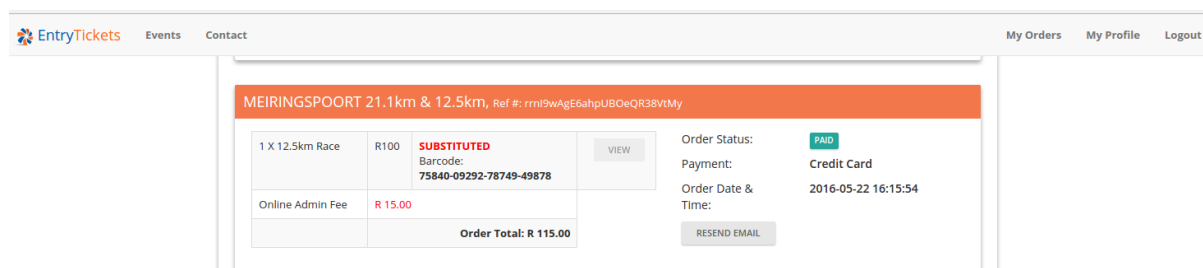 EntryTickets Events Contact My Orders My Profile Logout
MEIRINGSPOORT 21.1km & 12.5km, Ref #: rrnI9wAgE6ahpUBOeQR38VtMy
1 X 12.5km Race R100 SUBSTITUTED
Barcode:
75840-09292-78749-49878
VIEW
Online Admin Fee R 15.00
Order Total: R 115.00
Order Status: PAID
Payment: Credit Card
Order Date & Time: 2016-05-22 16:15:54
RESEND EMAIL